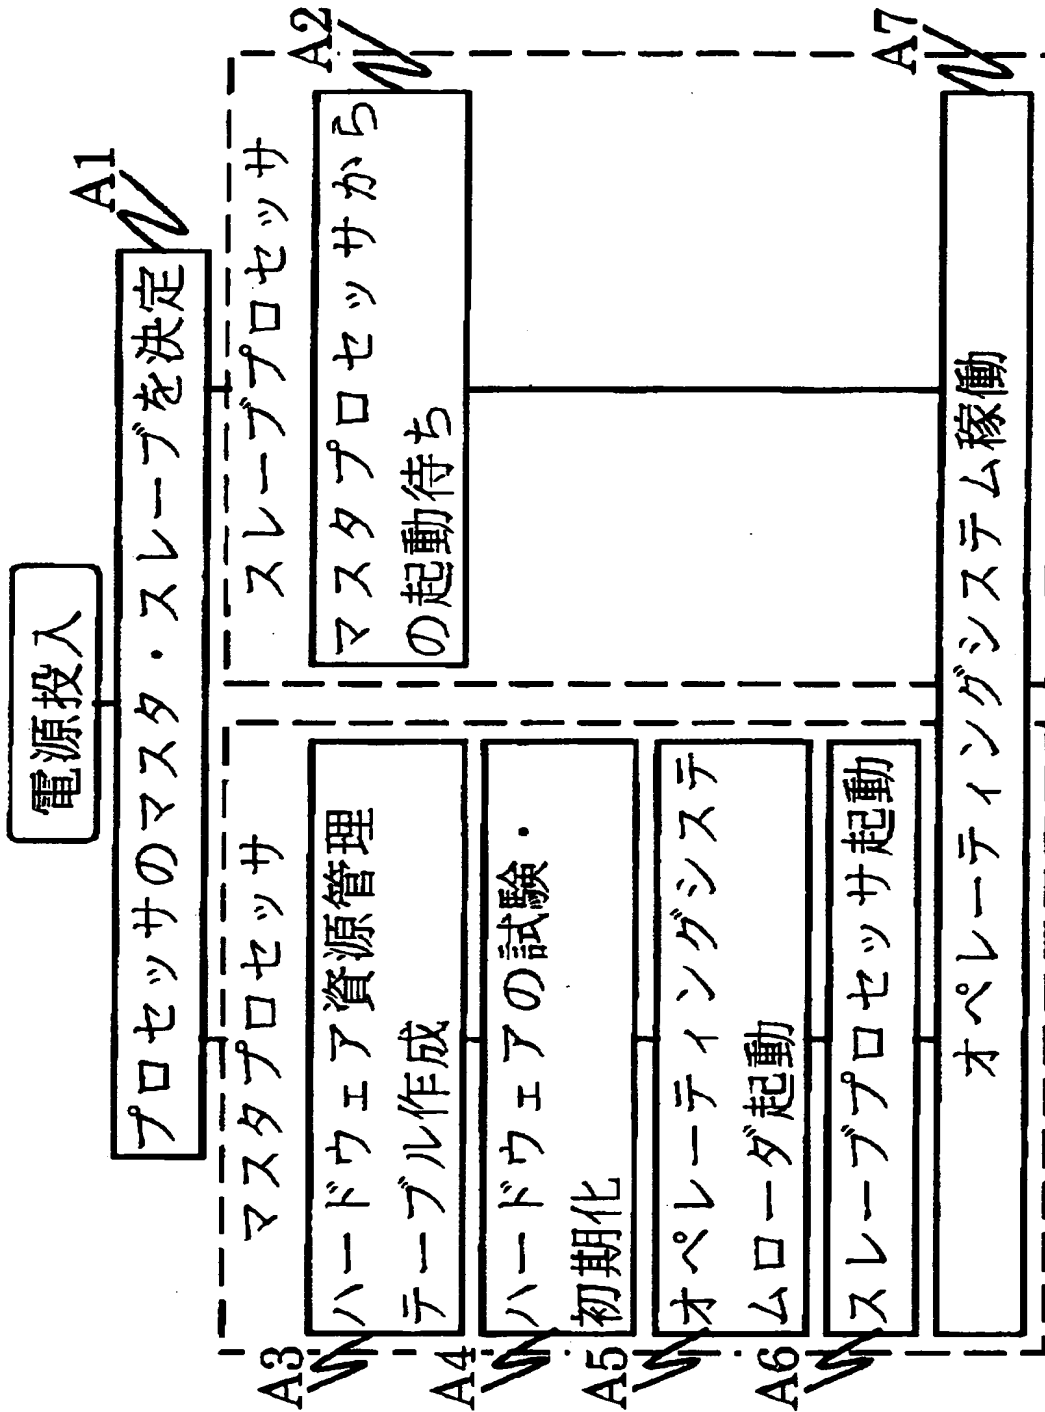 電源投入
プロセッサのマスタ・スレーブを決定
A1
マスタプロセッサ
A3
ハードウェア資源管理
テーブル作成
A4
ハードウェアの試験・
初期化
A5
オペレーティングシステ
ムローダ起動
A6
スレーブプロセッサ起動
スレーブプロセッサ
A2
マスタプロセッサから
の起動待ち
A7
オペレーティングシステム稼働